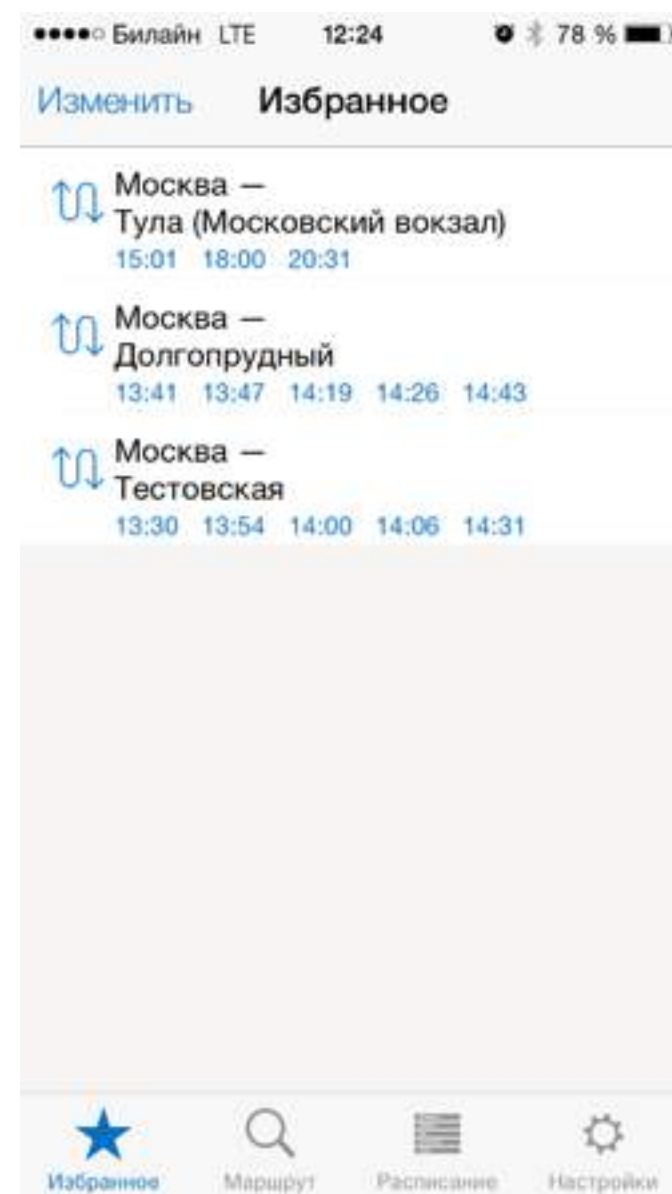 Билайн LTE 12:24 78 %
Изменить Избранное
Москва —
Тула (Московский вокзал)
15:01 18:00 20:31
Москва —
Долгопрудный
13:41 13:47 14:19 14:26 14:43
Москва —
Тестовская
13:30 13:54 14:00 14:06 14:31
Избранное Маршрут Расписание Настройки